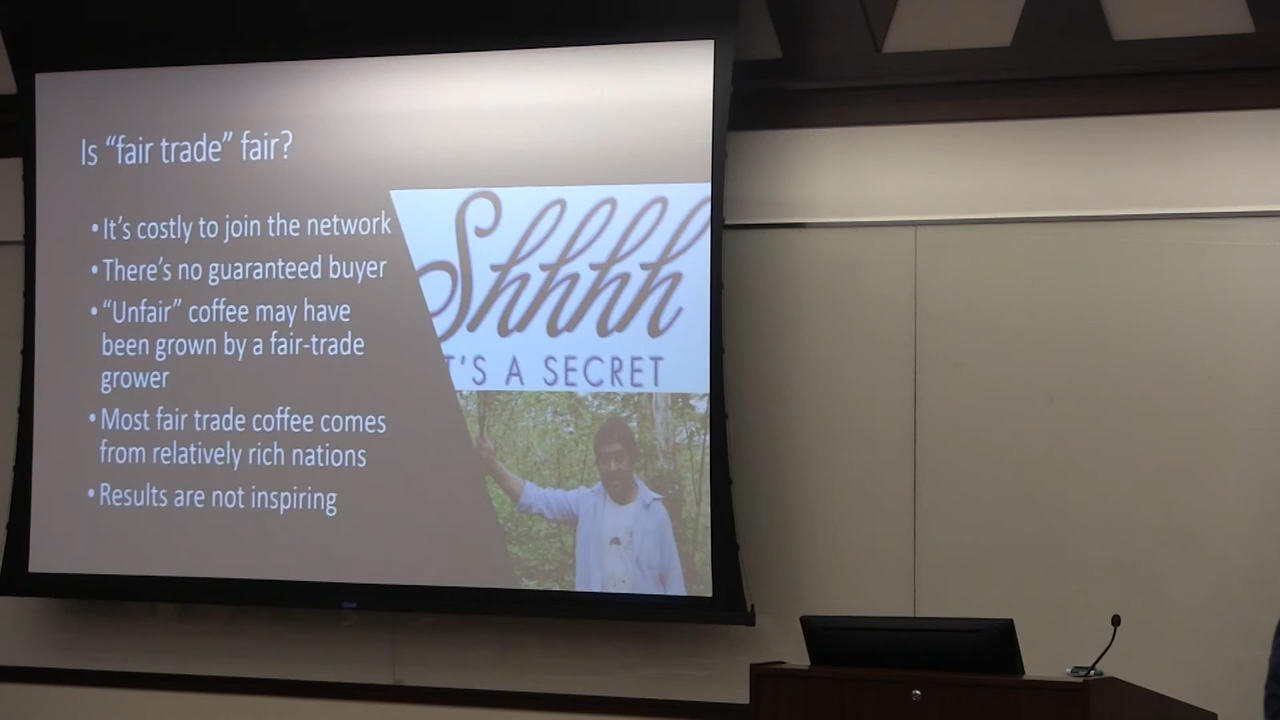 Is “fair trade” fair?
•It’s costly to join the network
•There’s no guaranteed buyer
•“Unfair” coffee may have
been grown by a fair-trade
grower
•Most fair trade coffee comes
from relatively rich nations
•Results are not inspiring
Shhhh
T’S A SECRET